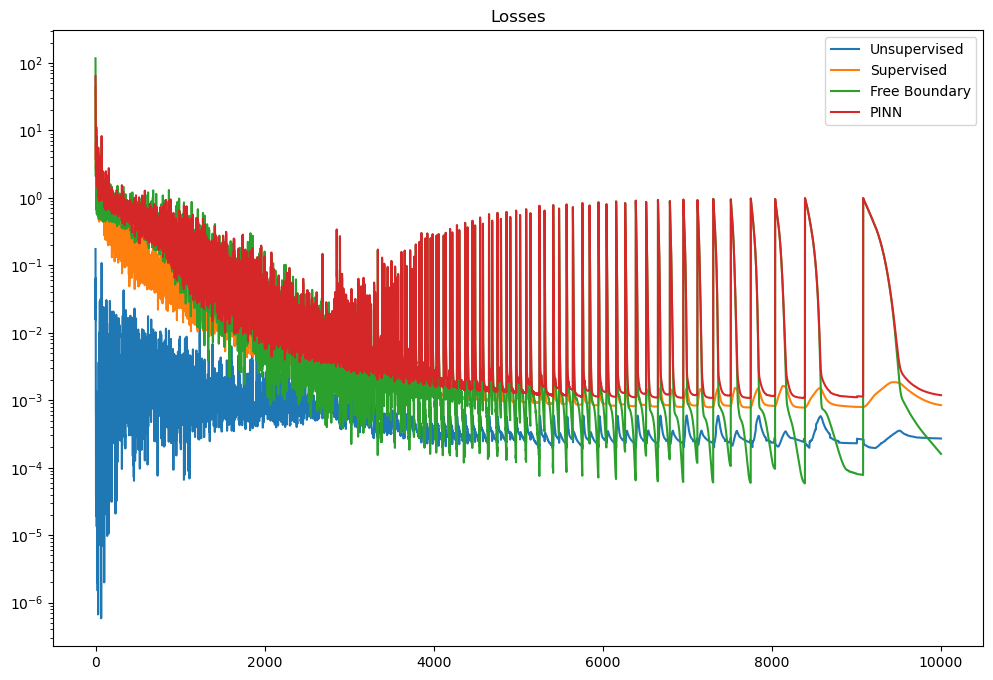 Losses
Unsupervised
Supervised
Free Boundary
PINN
10²
10¹
10⁰
10⁻¹
10⁻²
10⁻³
10⁻⁴
10⁻⁵
10⁻⁶
0 2000 4000 6000 8000 10000